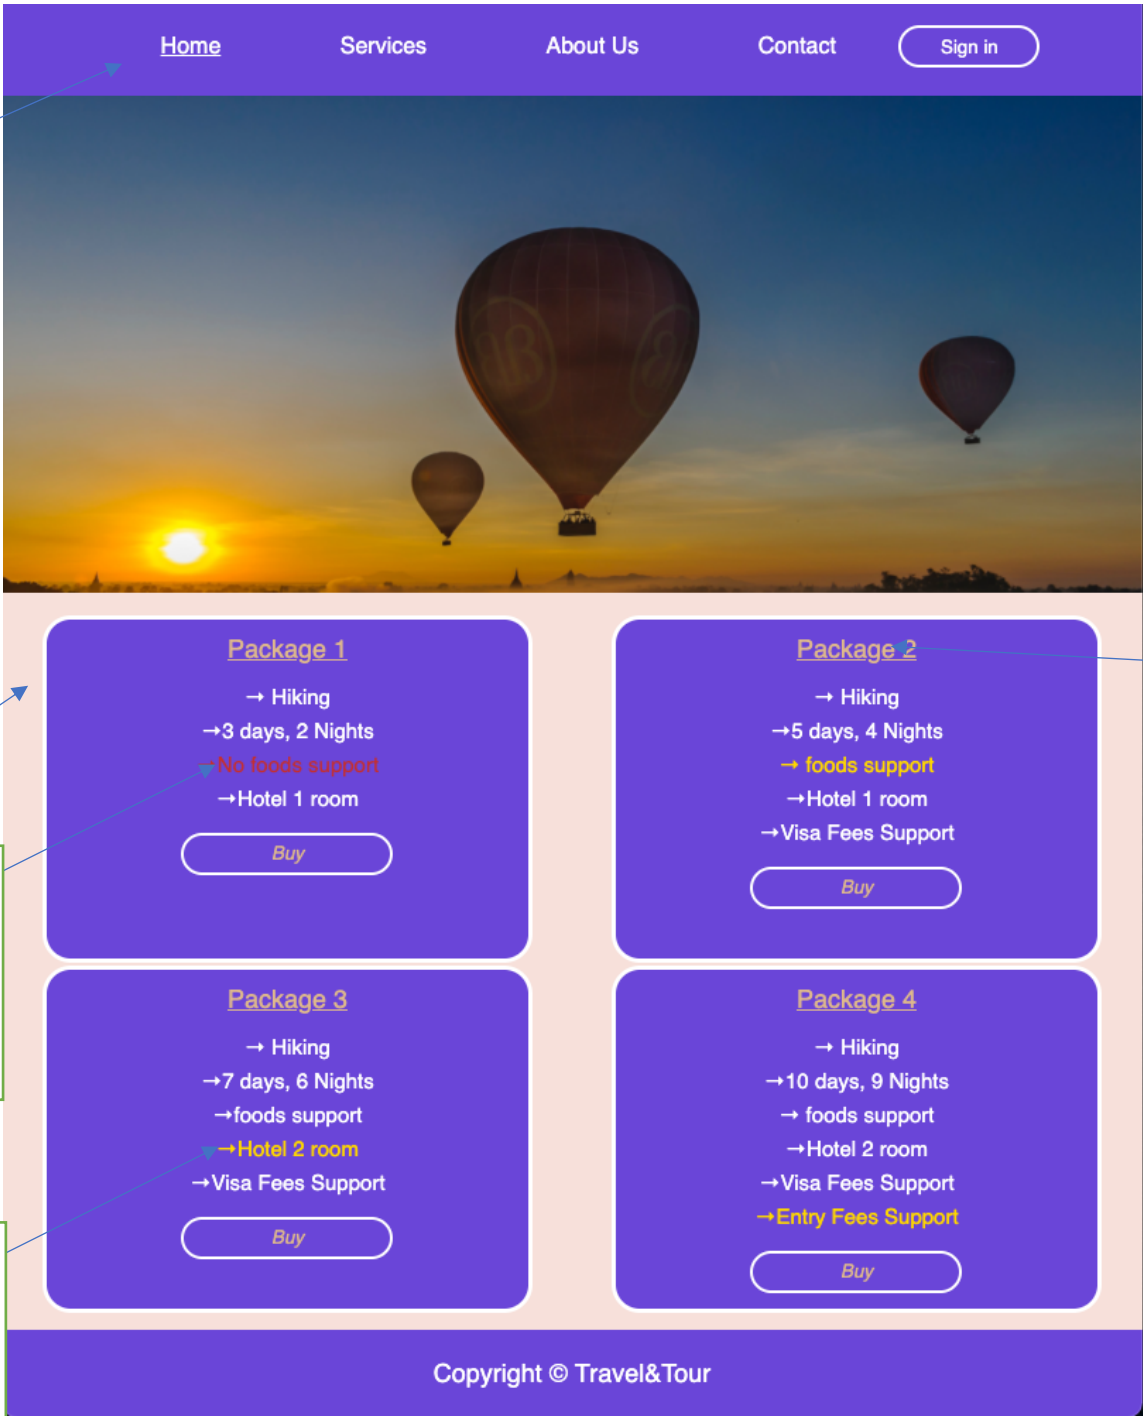 Home Services About Us Contact Sign in
Package 1
→ Hiking
→3 days, 2 Nights
→No foods support
→Hotel 1 room
Buy
Package 2
→ Hiking
→5 days, 4 Nights
→ foods support
→Hotel 1 room
→Visa Fees Support
Buy
Package 3
→ Hiking
→7 days, 6 Nights
→foods support
→Hotel 2 room
→Visa Fees Support
Buy
Package 4
→ Hiking
→10 days, 9 Nights
→ foods support
→Hotel 2 room
→Visa Fees Support
→Entry Fees Support
Buy
Copyright © Travel&Tour